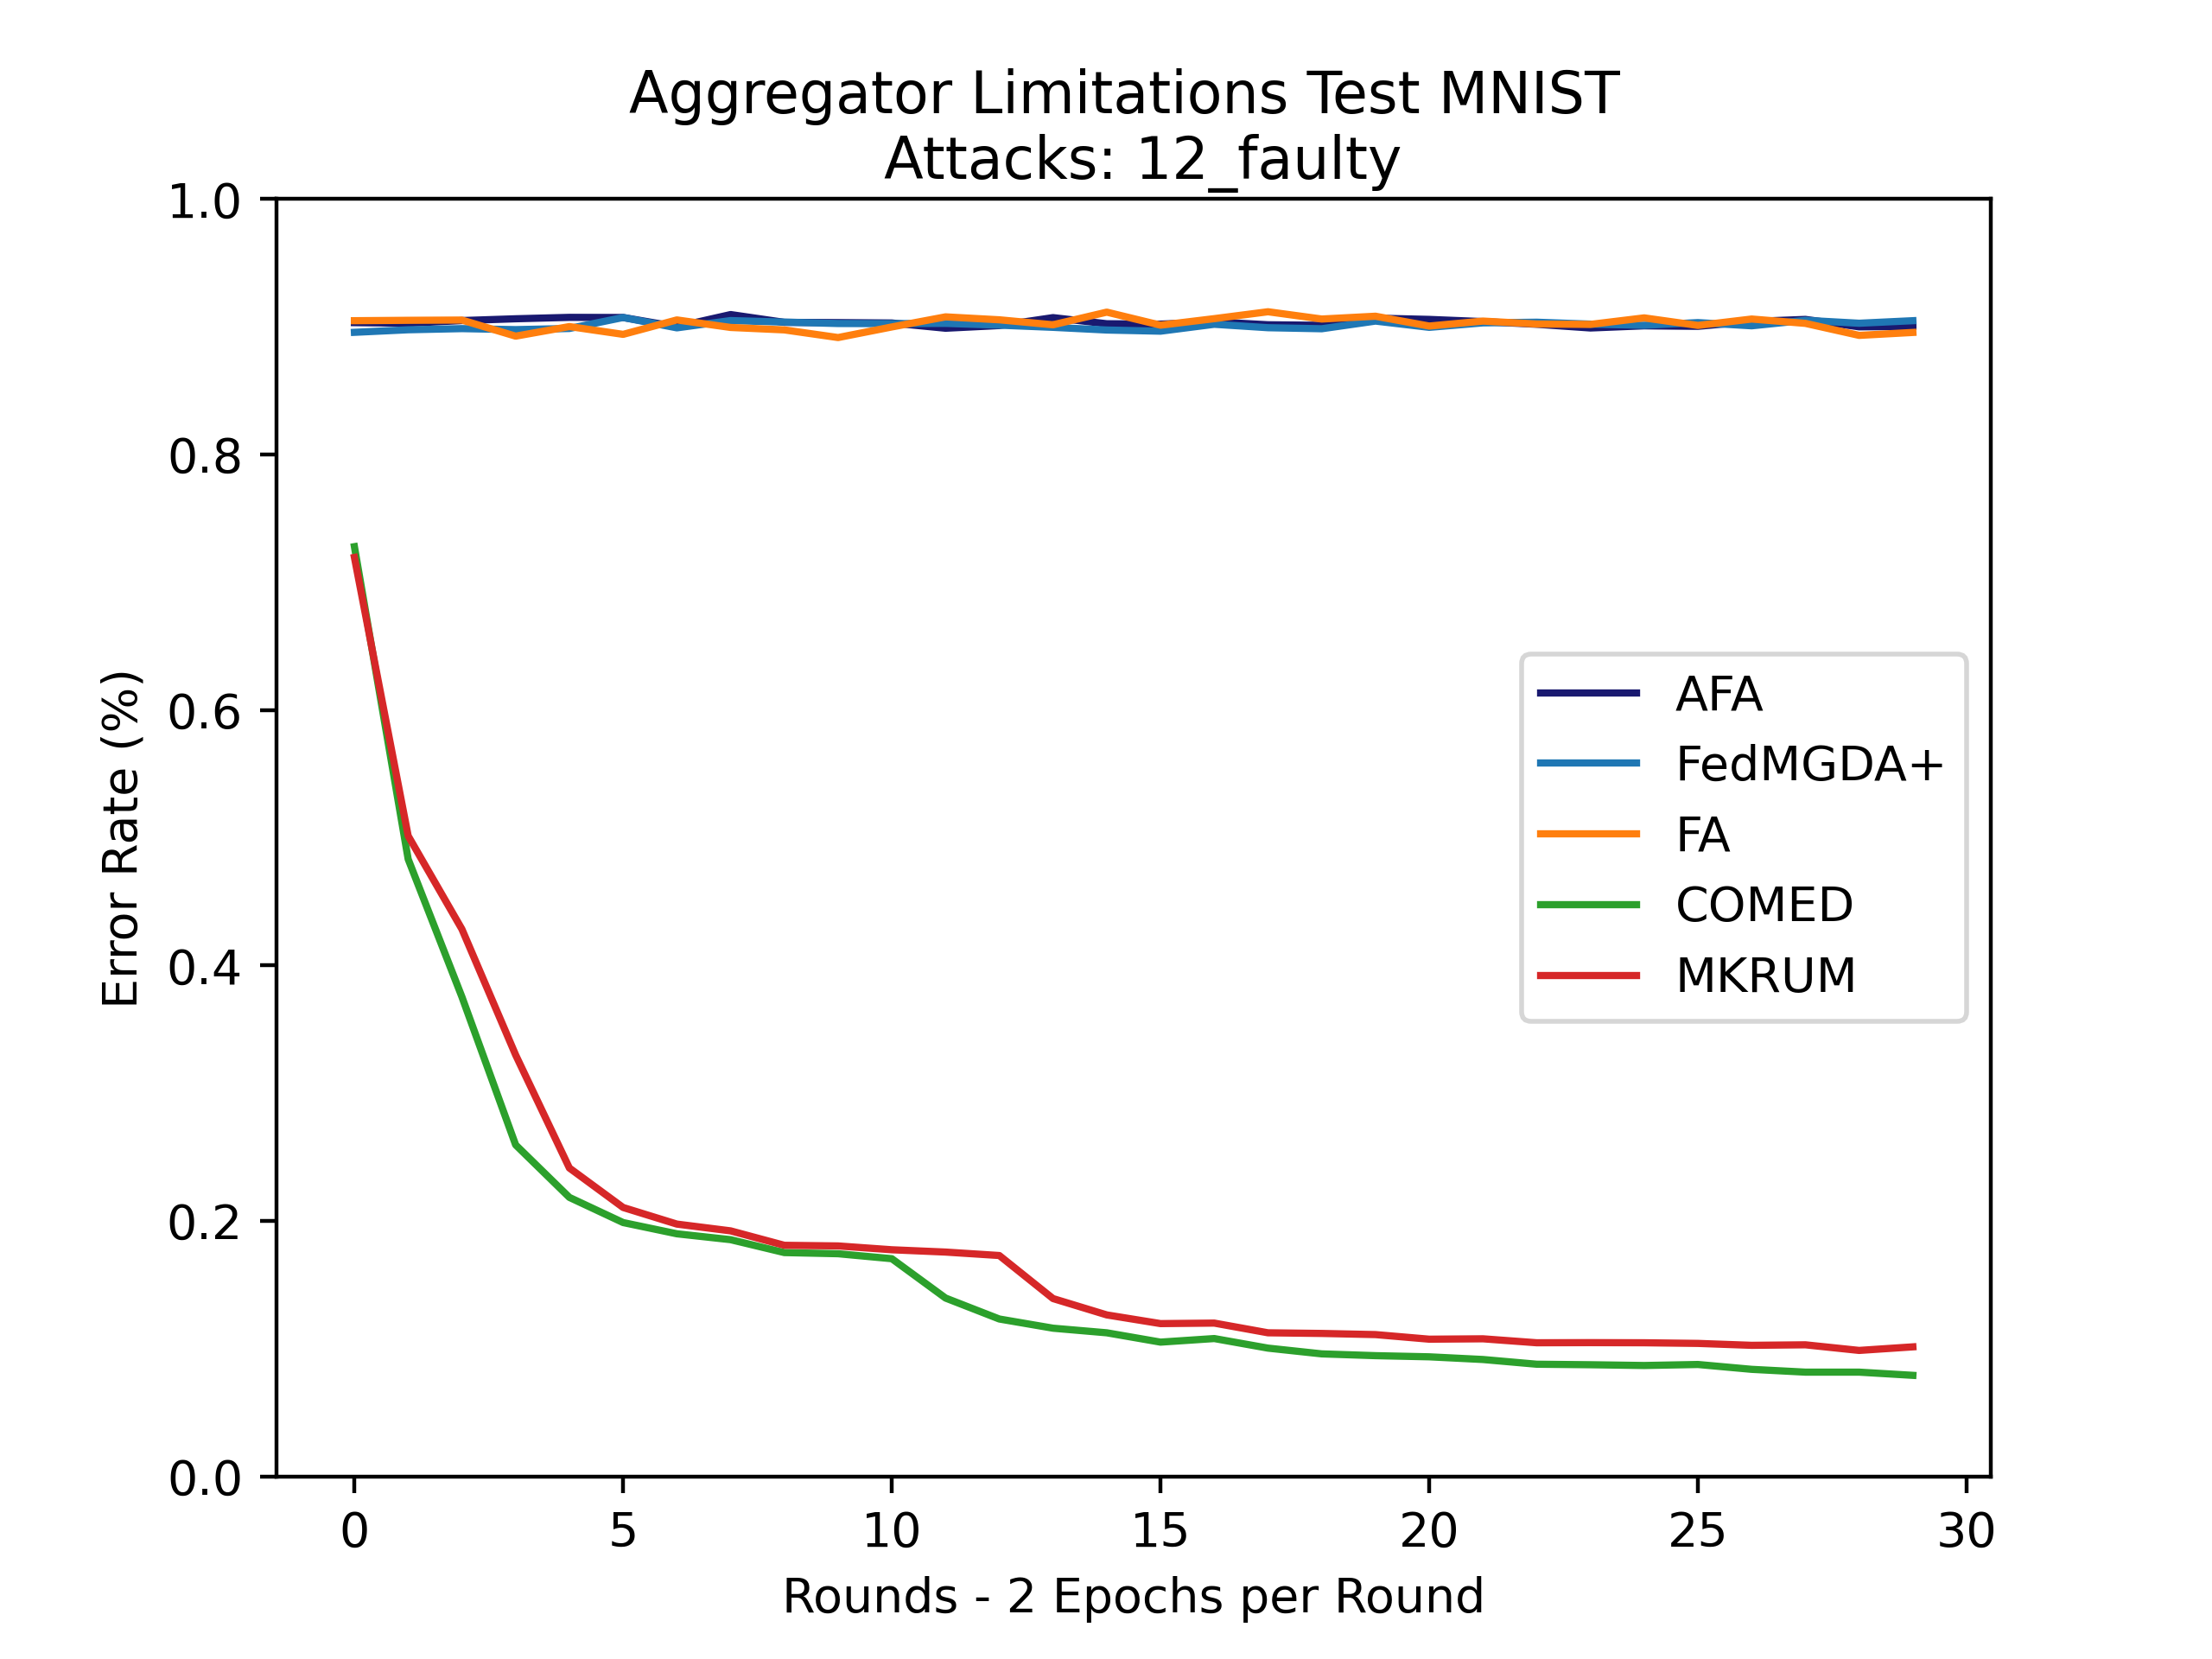 Aggregator Limitations Test MNIST
Attacks: 12_faulty
1.0
0.8
0.6
0.4
0.2
0.0
Error Rate (%)
AFA
FedMGDA+
FA
COMED
MKRUM
0 5 10 15 20 25 30
Rounds - 2 Epochs per Round